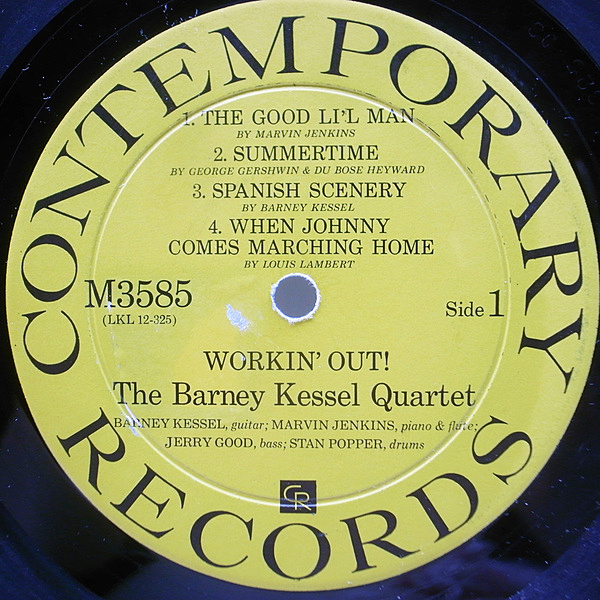 CONTEMPORARY
1. THE GOOD LI'L MAN
BY MARVIN JENKINS
2. SUMMERTIME
BY GEORGE GERSHWIN & DU BOSE HEYWARD
3. SPANISH SCENERY
BY BARNEY KESSEL
4. WHEN JOHNNY
COMES MARCHING HOME
BY LOUIS LAMBERT
M3585
(LKL 12-325)
Side 1
WORKIN' OUT!
The Barney Kessel Quartet
BARNEY KESSEL, guitar; MARVIN JENKINS, piano & flute;
JERRY GOOD, bass; STAN POPPER, drums
CR
RECORDS